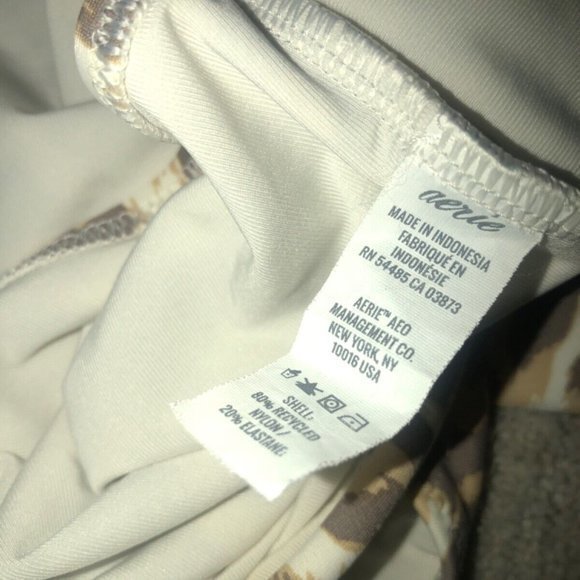 aerie
MADE IN INDONESIA
FABRIQUÉ EN
INDONÉSIE
RN 54485 CA 03873
AERIE™ AEO
MANAGEMENT CO.
NEW YORK, NY
10016 USA
SHELL:
80% RECYCLED
NYLON /
20% ELASTANE.